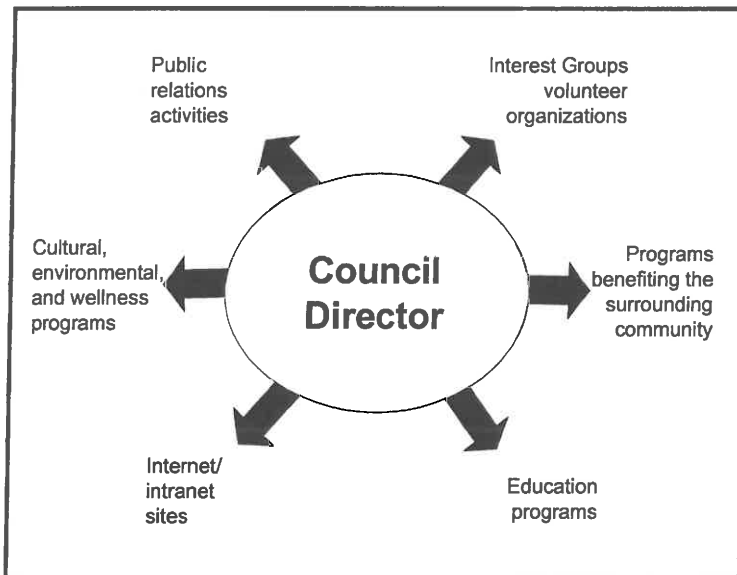 Public
relations
activities
Interest Groups
volunteer
organizations
Cultural,
environmental,
and wellness
programs
Council
Director
Programs
benefiting the
surrounding
community
Internet/
intranet
sites
Education
programs